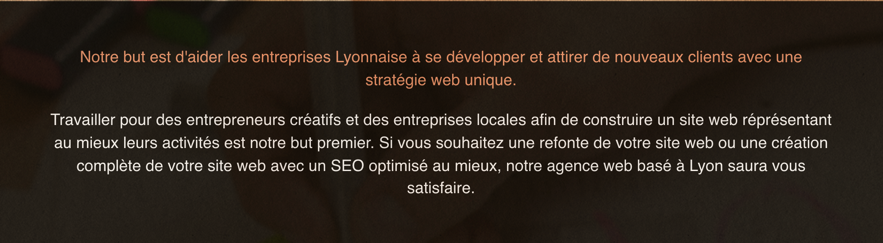 Notre but est d'aider les entreprises Lyonnaise à se développer et attirer de nouveaux clients avec une
stratégie web unique.
Travailler pour des entrepreneurs créatifs et des entreprises locales afin de construire un site web réprésentant
au mieux leurs activités est notre but premier. Si vous souhaitez une refonte de votre site web ou une création
complète de votre site web avec un SEO optimisé au mieux, notre agence web basé à Lyon saura vous
satisfaire.